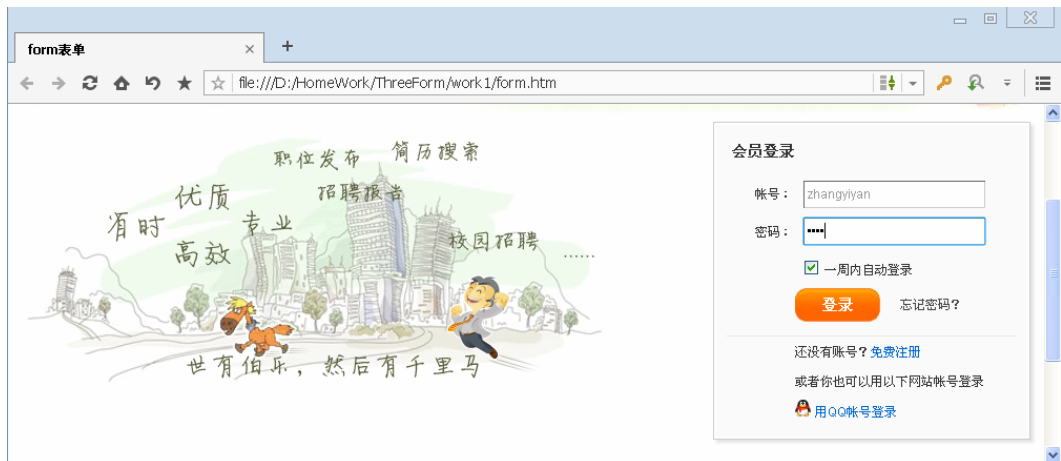 form表单
file:///D:/HomeWork/ThreeForm/work1/form.htm
职位发布
简历搜索
优质
招聘报告
有时
专业
高效
校园招聘
......
世有伯乐，然后有千里马
会员登录
帐号： zhangyiyan
密码： ••••
一周内自动登录
登录 忘记密码?
还没有账号? 免费注册
或者你也可以用以下网站帐号登录
用QQ帐号登录